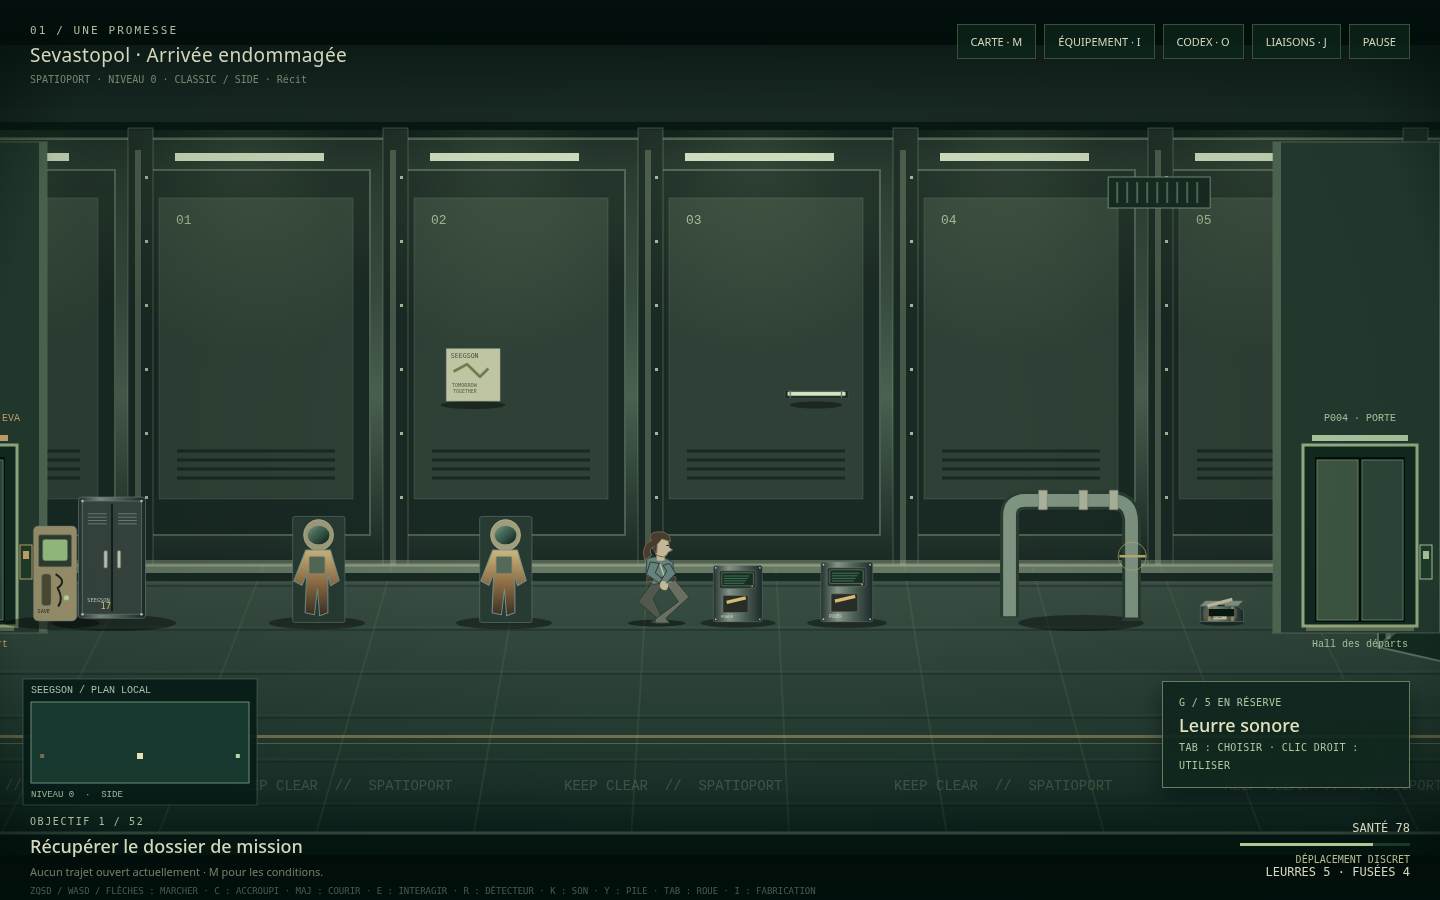 01 / UNE PROMESSE
Sevastopol · Arrivée endommagée
SPATIOPORT · NIVEAU 0 · CLASSIC / SIDE · Récit
CARTE · M
ÉQUIPEMENT · I
CODEX · O
LIAISONS · J
PAUSE
01
02
03
04
05
SEEGSON
TOMORROW
TOGETHER
EVA
P004 · PORTE
SAVE
SEEGSON
17
rt
Hall des départs
SEEGSON / PLAN LOCAL
NIVEAU 0 · SIDE
G / 5 EN RÉSERVE
Leurre sonore
TAB : CHOISIR · CLIC DROIT :
UTILISER
// P CLEAR // SPATIOPORT KEEP CLEAR // SPATIOPORT KEEP CLEAR // SPATIOPORT
OBJECTIF 1 / 52
Récupérer le dossier de mission
Aucun trajet ouvert actuellement · M pour les conditions.
ZQSD / WASD / FLÈCHES : MARCHER · C : ACCROUPI · MAJ : COURIR · E : INTERAGIR · R : DÉTECTEUR · K : SON · Y : PILE · TAB : ROUE · I : FABRICATION
SANTÉ 78
DÉPLACEMENT DISCRET
LEURRES 5 · FUSÉES 4